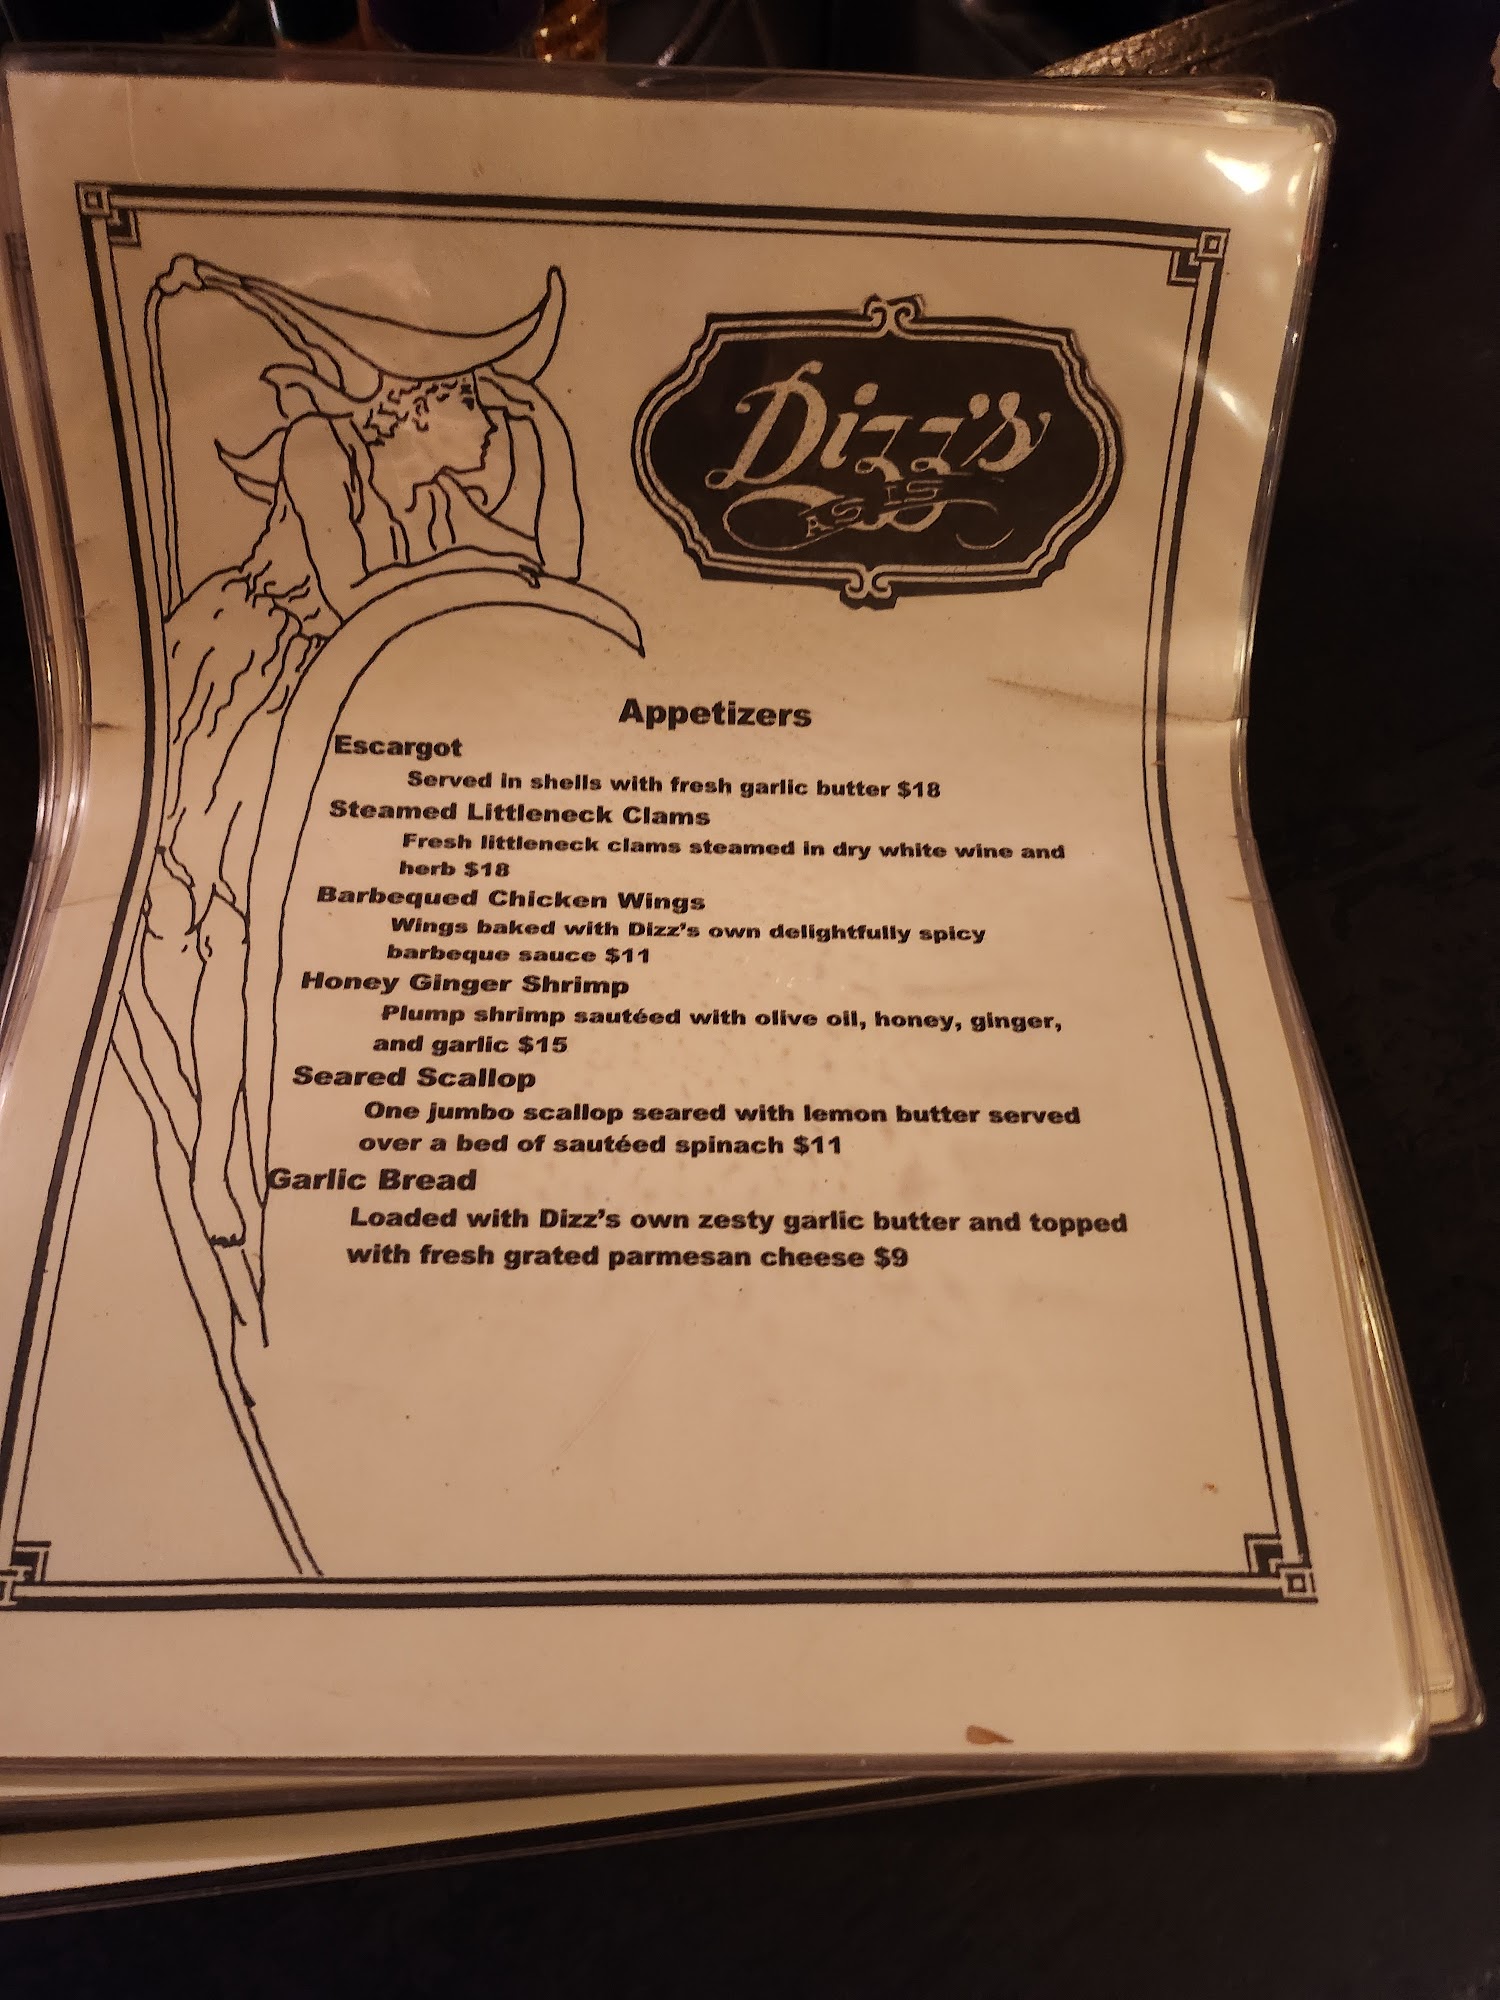 Dizz's
AS IS
Appetizers
Escargot
Served in shells with fresh garlic butter $18
Steamed Littleneck Clams
Fresh littleneck clams steamed in dry white wine and
herb $18
Barbequed Chicken Wings
Wings baked with Dizz's own delightfully spicy
barbeque sauce $11
Honey Ginger Shrimp
Plump shrimp sautéed with olive oil, honey, ginger,
and garlic $15
Seared Scallop
One jumbo scallop seared with lemon butter served
over a bed of sautéed spinach $11
Garlic Bread
Loaded with Dizz's own zesty garlic butter and topped
with fresh grated parmesan cheese $9